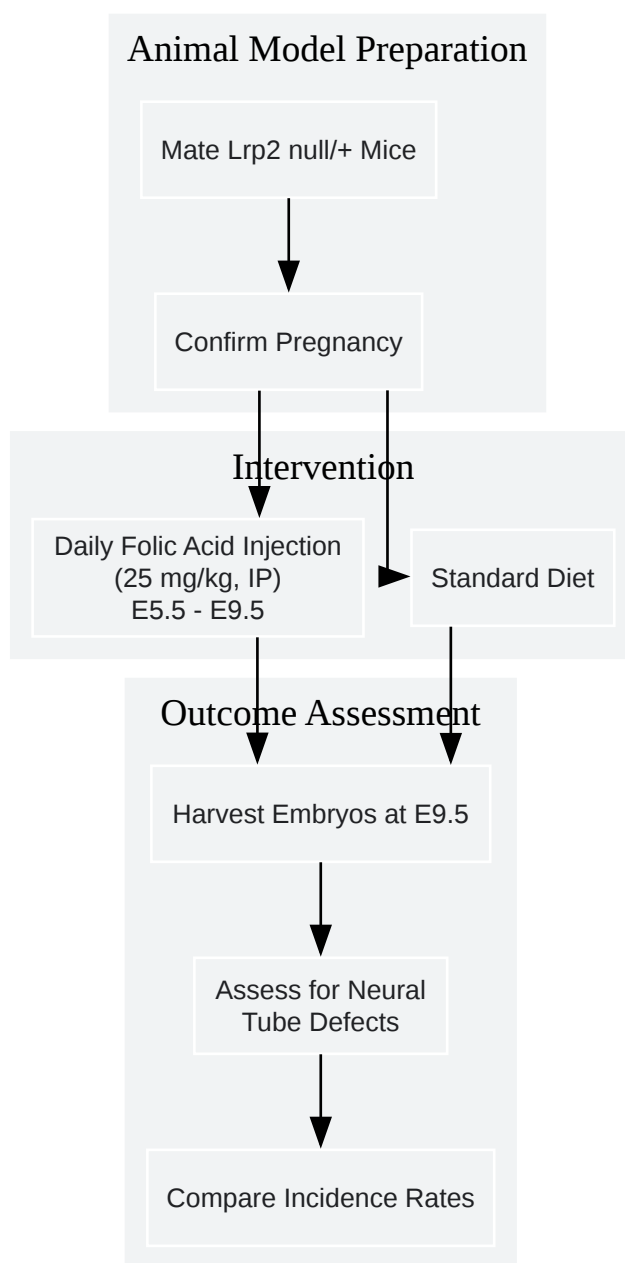 Animal Model Preparation
Mate Lrp2 null/+ Mice
Confirm Pregnancy
Intervention
Daily Folic Acid Injection
(25 mg/kg, IP)
E5.5 - E9.5
Standard Diet
Outcome Assessment
Harvest Embryos at E9.5
Assess for Neural
Tube Defects
Compare Incidence Rates